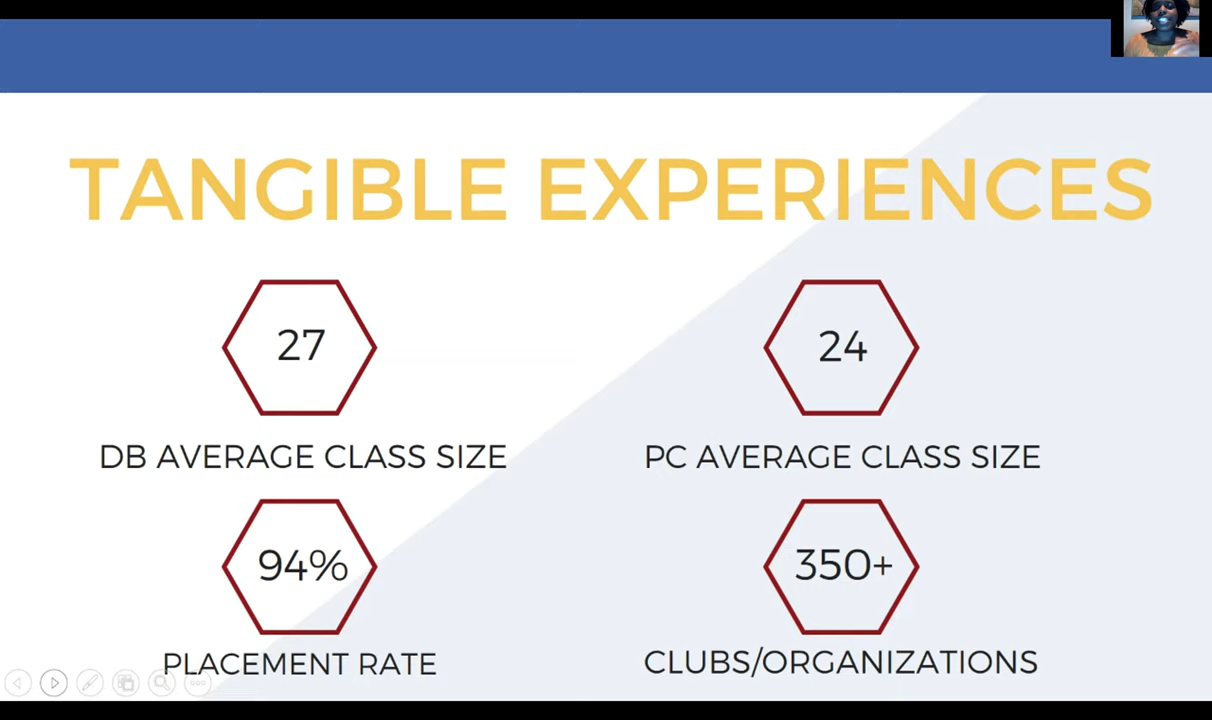 TANGIBLE EXPERIENCES
27
24
DB AVERAGE CLASS SIZE
PC AVERAGE CLASS SIZE
94%
350+
PLACEMENT RATE
CLUBS/ORGANIZATIONS